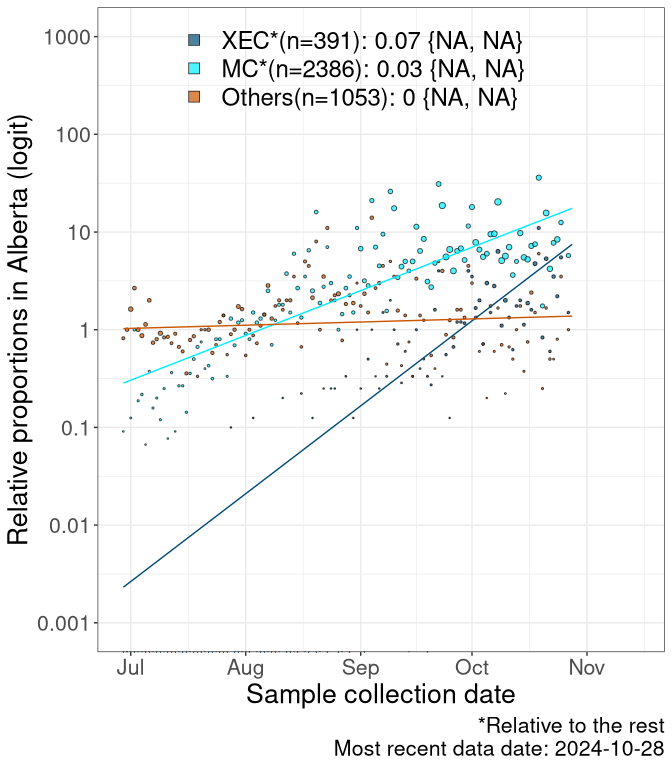 XEC*(n=391): 0.07 {NA, NA}
MC*(n=2386): 0.03 {NA, NA}
Others(n=1053): 0 {NA, NA}
Relative proportions in Alberta (logit)
1000
100
10
1
0.1
0.01
0.001
Jul Aug Sep Oct Nov
Sample collection date
*Relative to the rest
Most recent data date: 2024-10-28